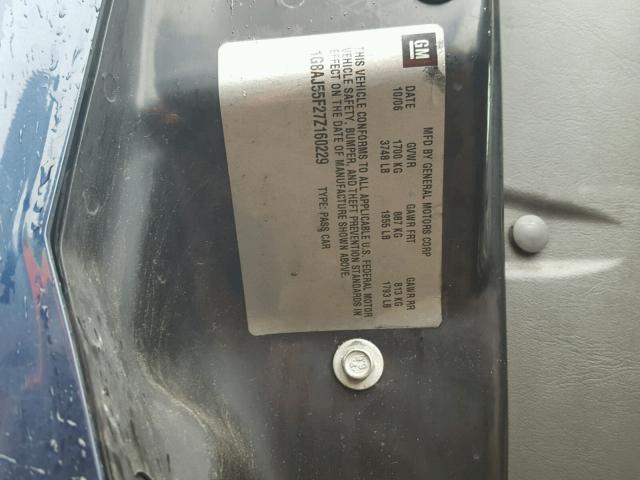 GM
MFD BY GENERAL MOTORS CORP
DATE GVWR GAWR FRT GAWR RR
10/06 1700 KG 887 KG 813 KG
3748 LB 1955 LB 1793 LB
THIS VEHICLE CONFORMS TO ALL APPLICABLE U.S. FEDERAL MOTOR
VEHICLE SAFETY, BUMPER, AND THEFT PREVENTION STANDARDS IN
EFFECT ON THE DATE OF MANUFACTURE SHOWN ABOVE.
1G8AJ55F27Z160229 TYPE: PASS CAR